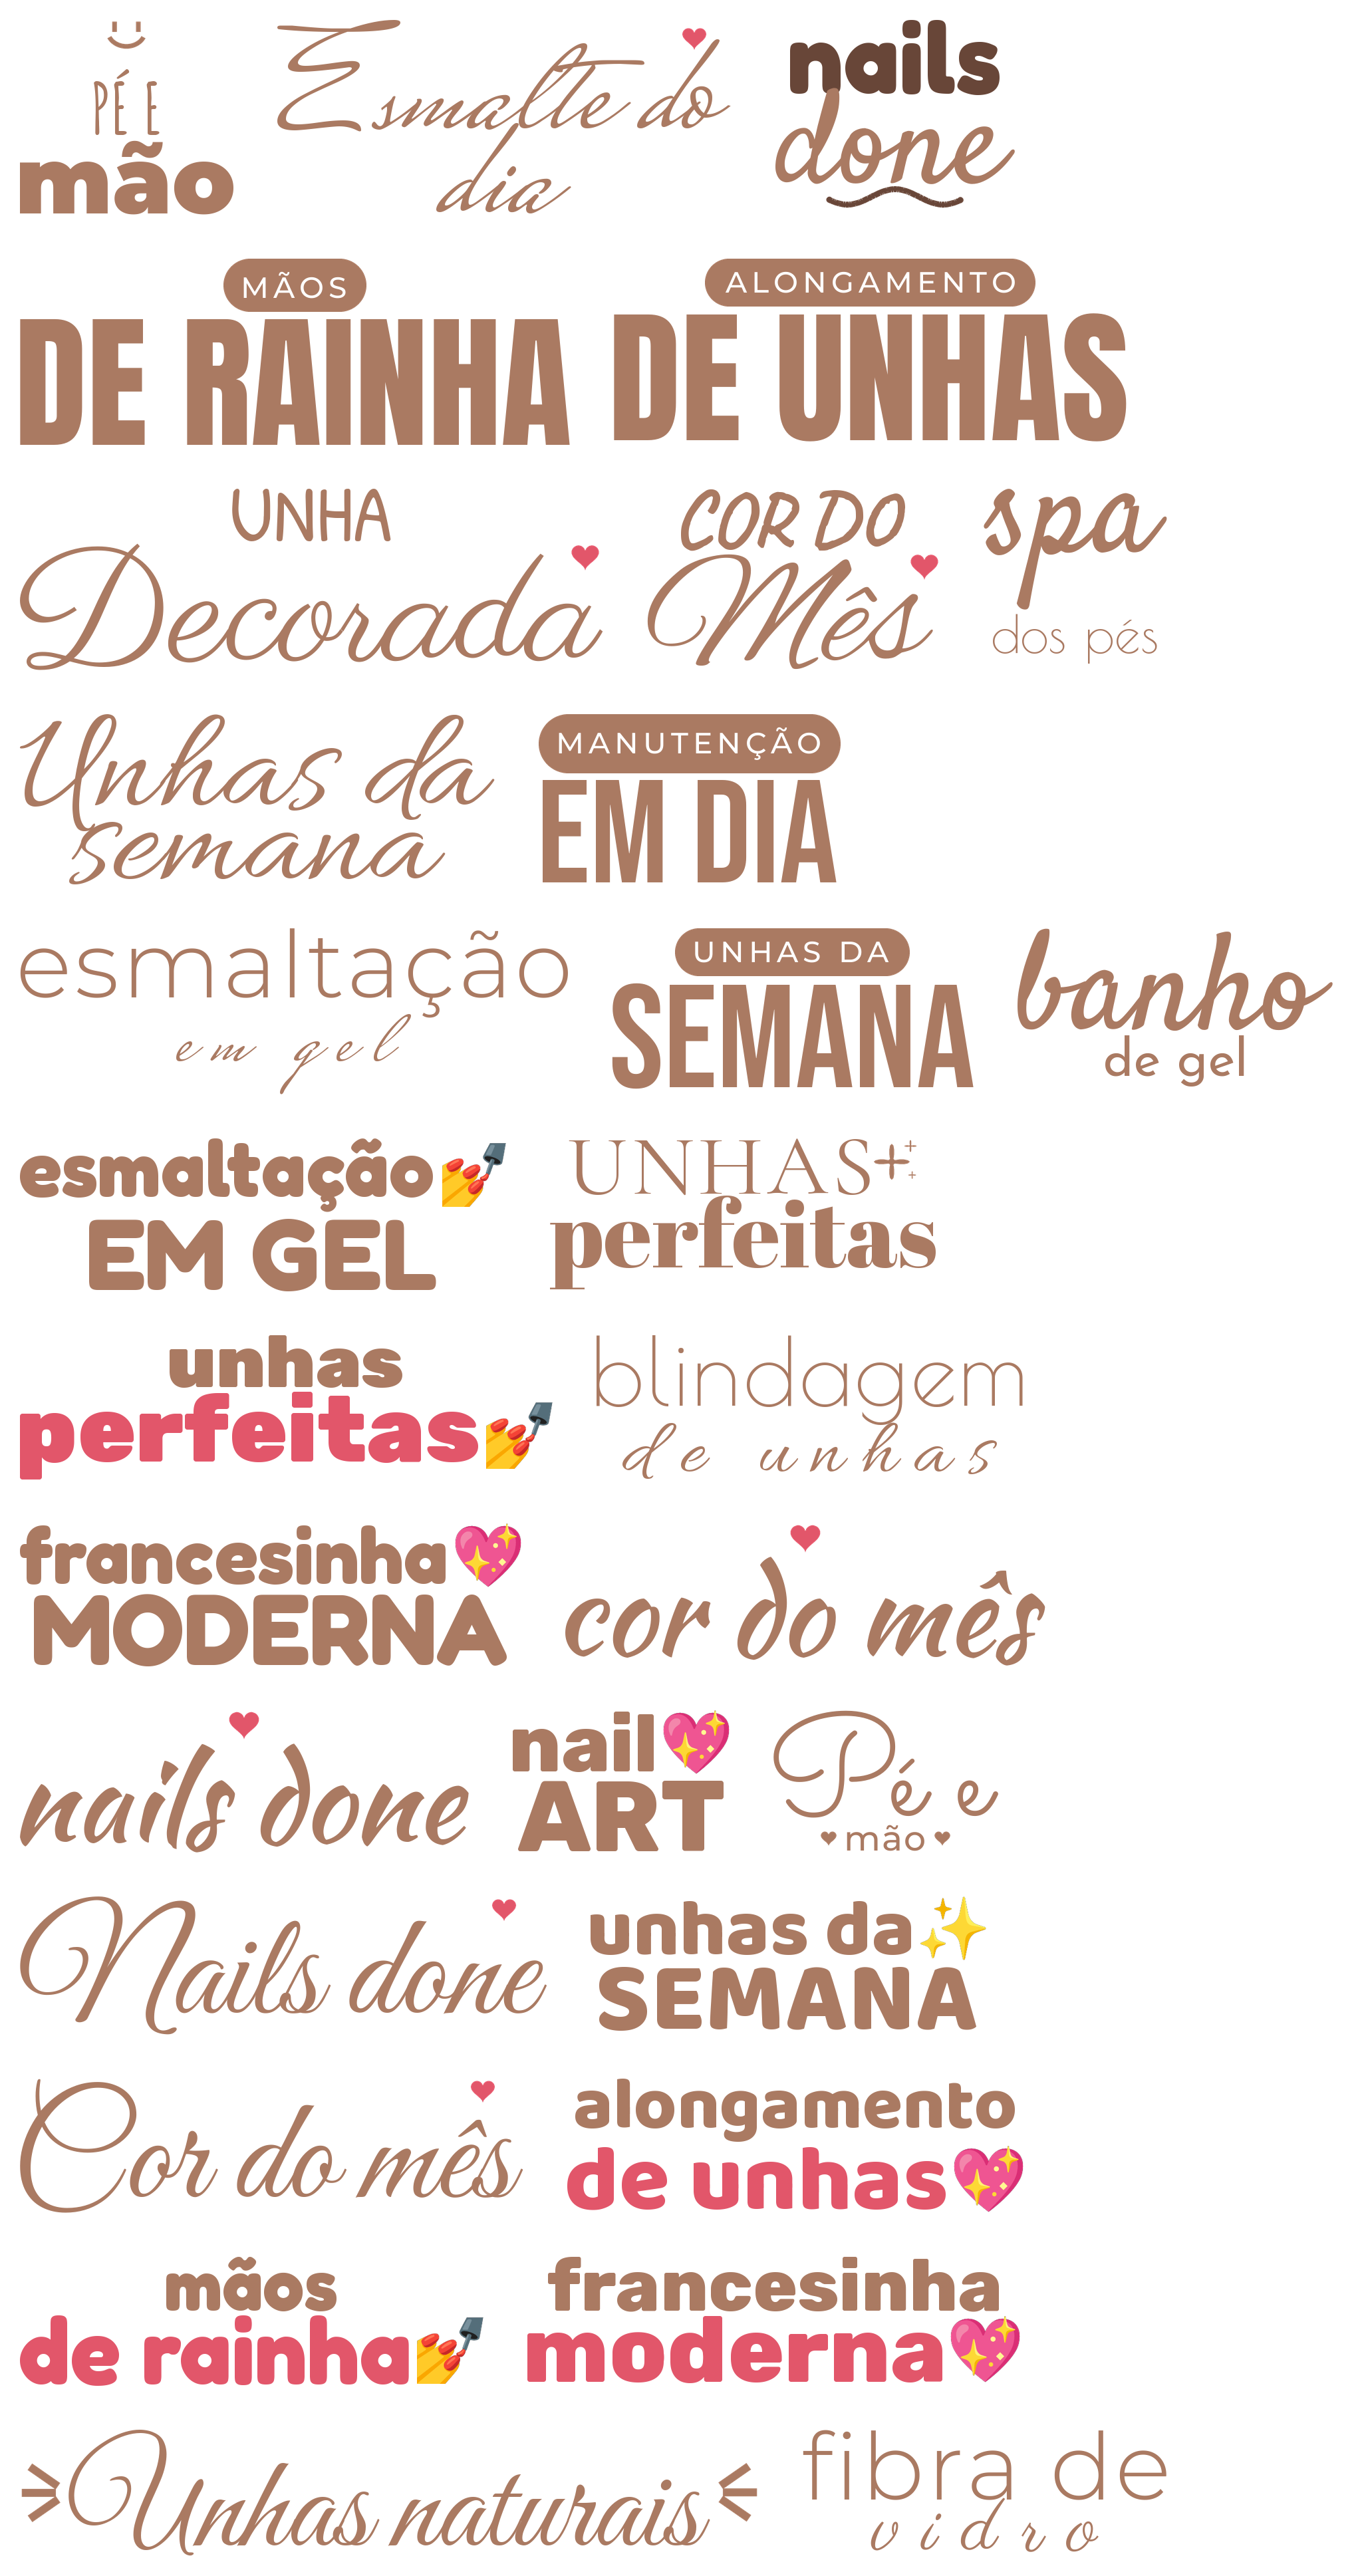 PÉ E
mão
Esmalte do
dia
nails
done
MÃOS
DE RAINHA
ALONGAMENTO
DE UNHAS
UNHA
Decorada
COR DO
Mês
spa
dos pés
Unhas da
semana
MANUTENÇÃO
EM DIA
esmaltação
em gel
UNHAS DA
SEMANA
banho
de gel
esmaltação
EM GEL
UNHAS
perfeitas
unhas
perfeitas
blindagem
de unhas
francesinha
MODERNA
cor do mês
nails done
nail
ART
Pé e
mão
Nails done
unhas da
SEMANA
Cor do mês
alongamento
de unhas
mãos
de rainha
francesinha
moderna
Unhas naturais
fibra de
vidro